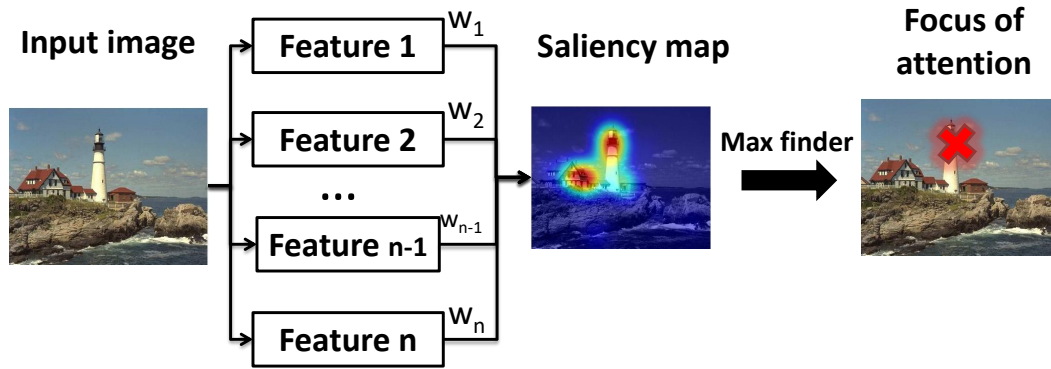 Input image
Feature 1
w1
Feature 2
w2
...
Feature n-1
wn-1
Feature n
wn
Saliency map
Max finder
Focus of
attention